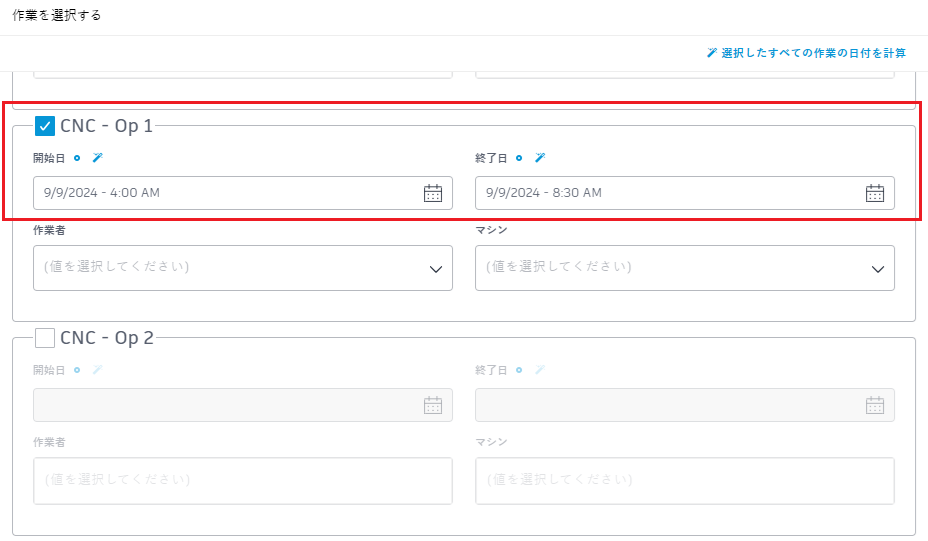 作業を選択する
選択したすべての作業の日付を計算
CNC - Op 1
開始日 終了日
9/9/2024 - 4:00 AM 9/9/2024 - 8:30 AM
作業者 マシン
(値を選択してください) (値を選択してください)
CNC - Op 2
開始日 終了日
作業者 マシン
(値を選択してください) (値を選択してください)